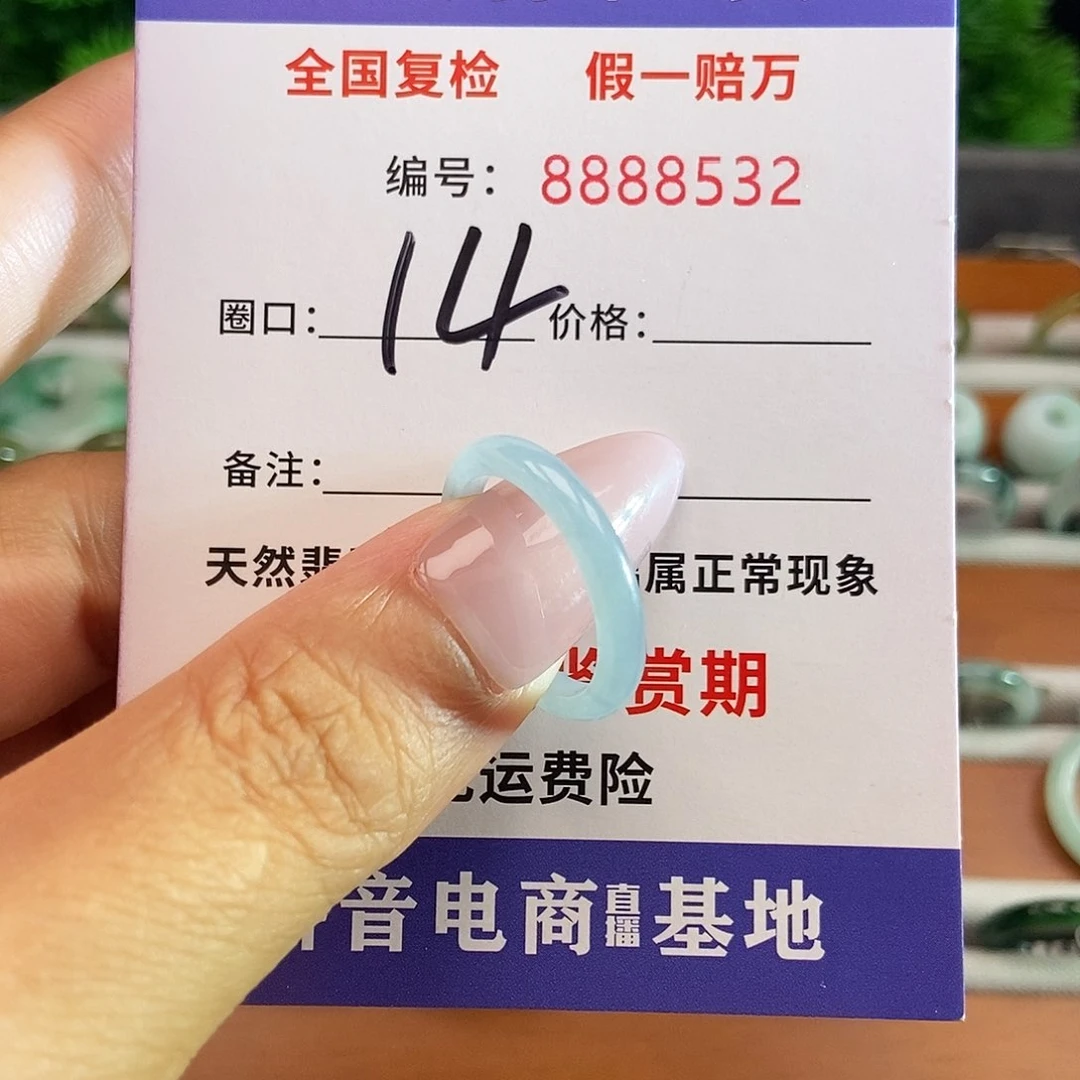 全国复检 假一赔万
编号：8888532
圈口：14 价格：
备注：
天然 属正常现象
赏期
运费险
音电商直播基地